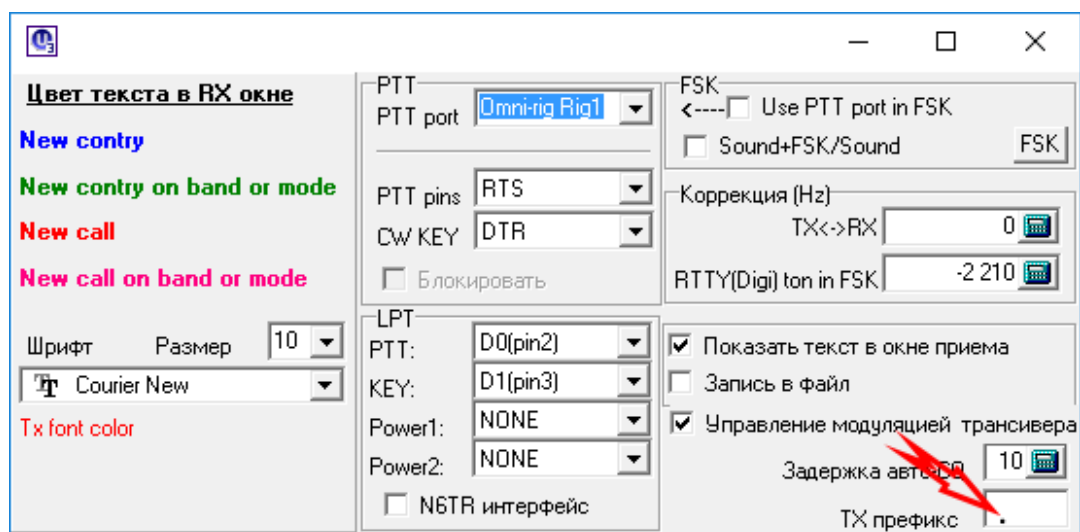 Цвет текста в RX окне
New contry
New contry on band or mode
New call
New call on band or mode
Шрифт Размер 10
Courier New
Tx font color
PTT
PTT port Omni-rig Rig1
PTT pins RTS
CW KEY DTR
Блокировать
LPT
PTT: D0(pin2)
KEY: D1(pin3)
Power1: NONE
Power2: NONE
N6TR интерфейс
FSK
<---- Use PTT port in FSK
Sound+FSK/Sound FSK
Коррекция (Hz)
TX<->RX 0
RTTY(Digi) ton in FSK -2 210
Показать текст в окне приема
Запись в файл
Управление модуляцией трансивера
Задержка авто-CQ 10
TX префикс .